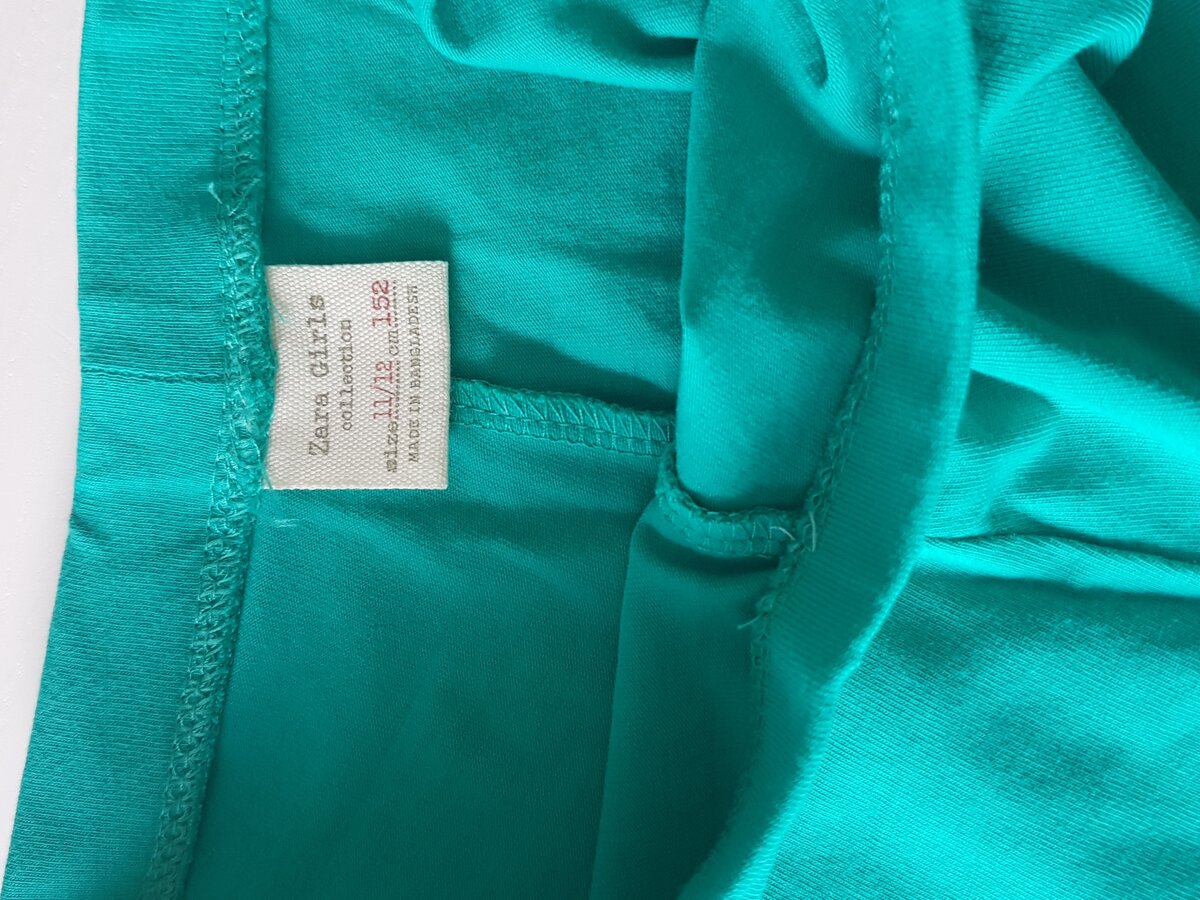 Zara Girls
collection
size 11/12 cm 152
MADE IN BANGLADESH